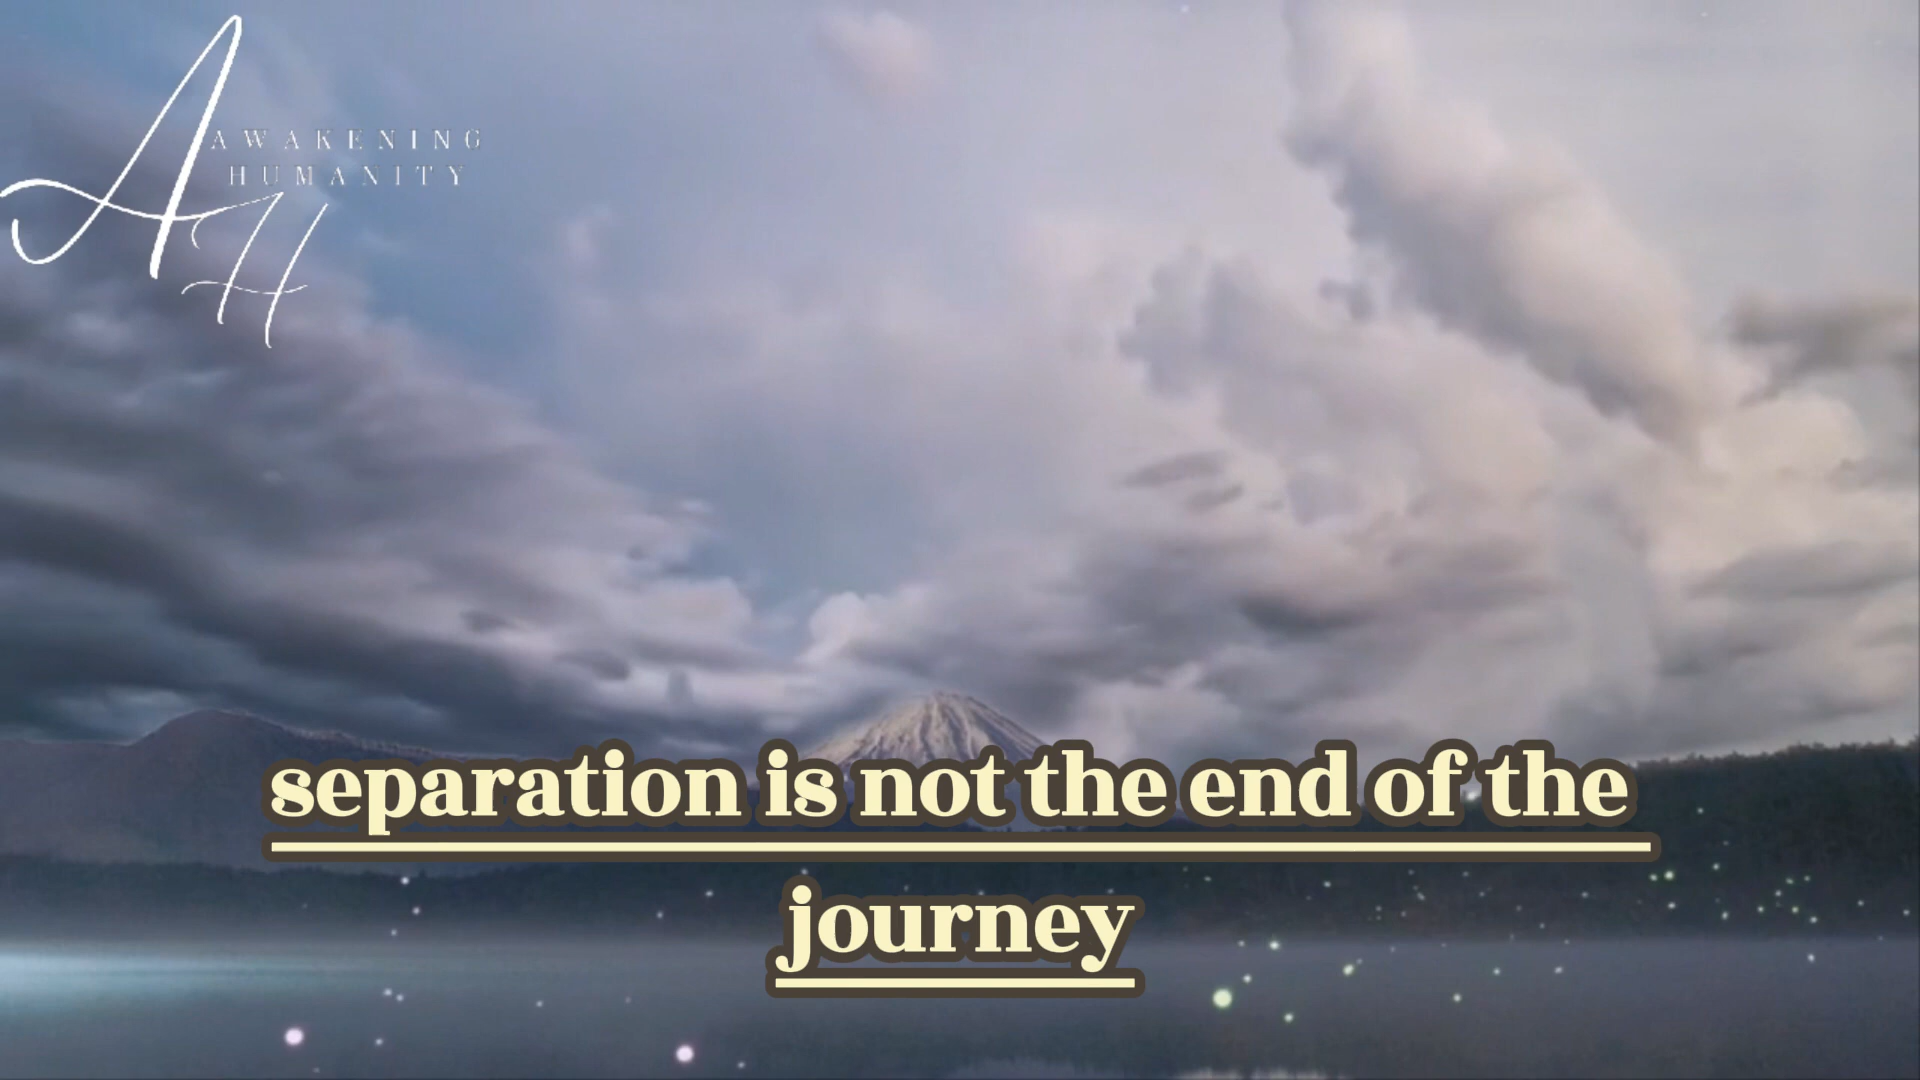 AWAKENING
HUMANITY
AH
separation is not the end of the
journey